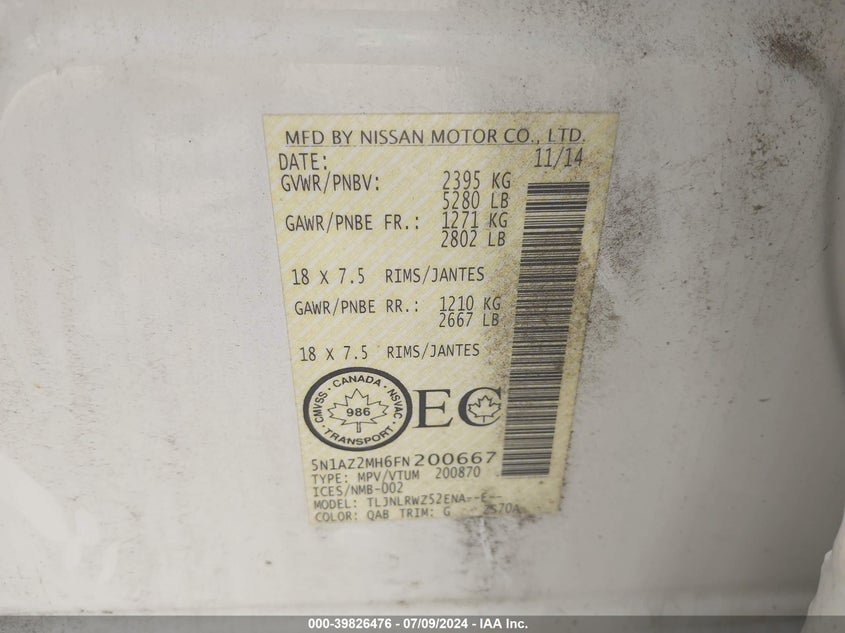 MFD BY NISSAN MOTOR CO., LTD.
DATE: 11/14
GVWR/PNBV: 2395 KG
5280 LB
GAWR/PNBE FR.: 1271 KG
2802 LB
18 X 7.5 RIMS/JANTES
GAWR/PNBE RR.: 1210 KG
2667 LB
18 X 7.5 RIMS/JANTES
CMVSS · CANADA · NSVAC
986
· TRANSPORT ·
EC
5N1AZ2MH6FN200667
TYPE: MPV/VTUM 200870
ICES/NMB-002
MODEL: TLJNLRWZ52ENA--E--
COLOR: QAB TRIM: G 2S70A
000-39826476 - 07/09/2024 - IAA Inc.